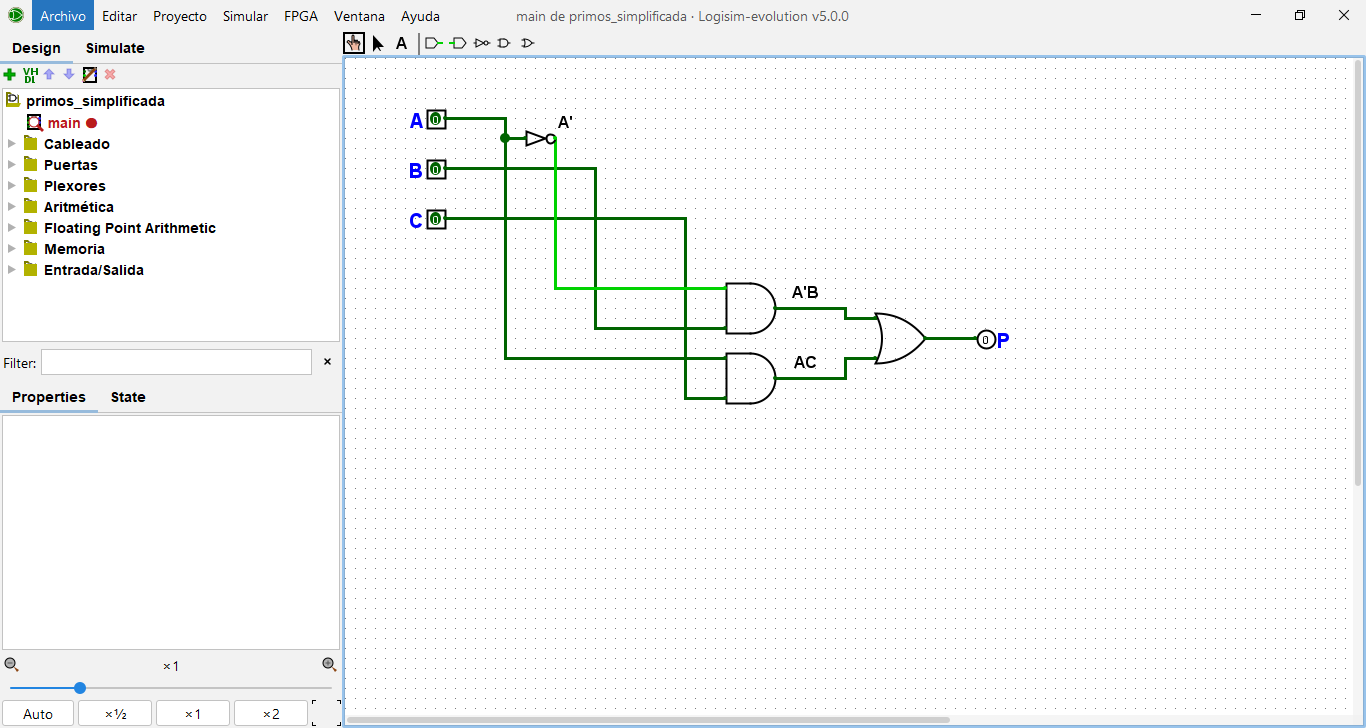 Archivo Editar Proyecto Simular FPGA Ventana Ayuda main de primos_simplificada · Logisim-evolution v5.0.0
Design Simulate
A
VH
DL
primos_simplificada
main
Cableado
Puertas
Plexores
Aritmética
Floating Point Arithmetic
Memoria
Entrada/Salida
Filter: ×
Properties State
×1
Auto ×½ ×1 ×2
A 0 A'
B 0
C 0
A'B
0 P
AC